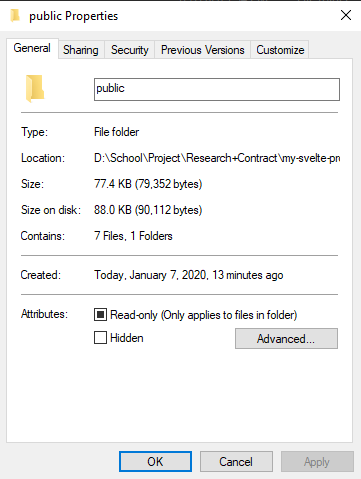 public Properties
General Sharing Security Previous Versions Customize
public
Type: File folder
Location: D:\School\Project\Research+Contract\my-svelte-pr
Size: 77.4 KB (79,352 bytes)
Size on disk: 88.0 KB (90,112 bytes)
Contains: 7 Files, 1 Folders
Created: Today, January 7, 2020, 13 minutes ago
Attributes: Read-only (Only applies to files in folder)
Hidden Advanced...
OK Cancel Apply